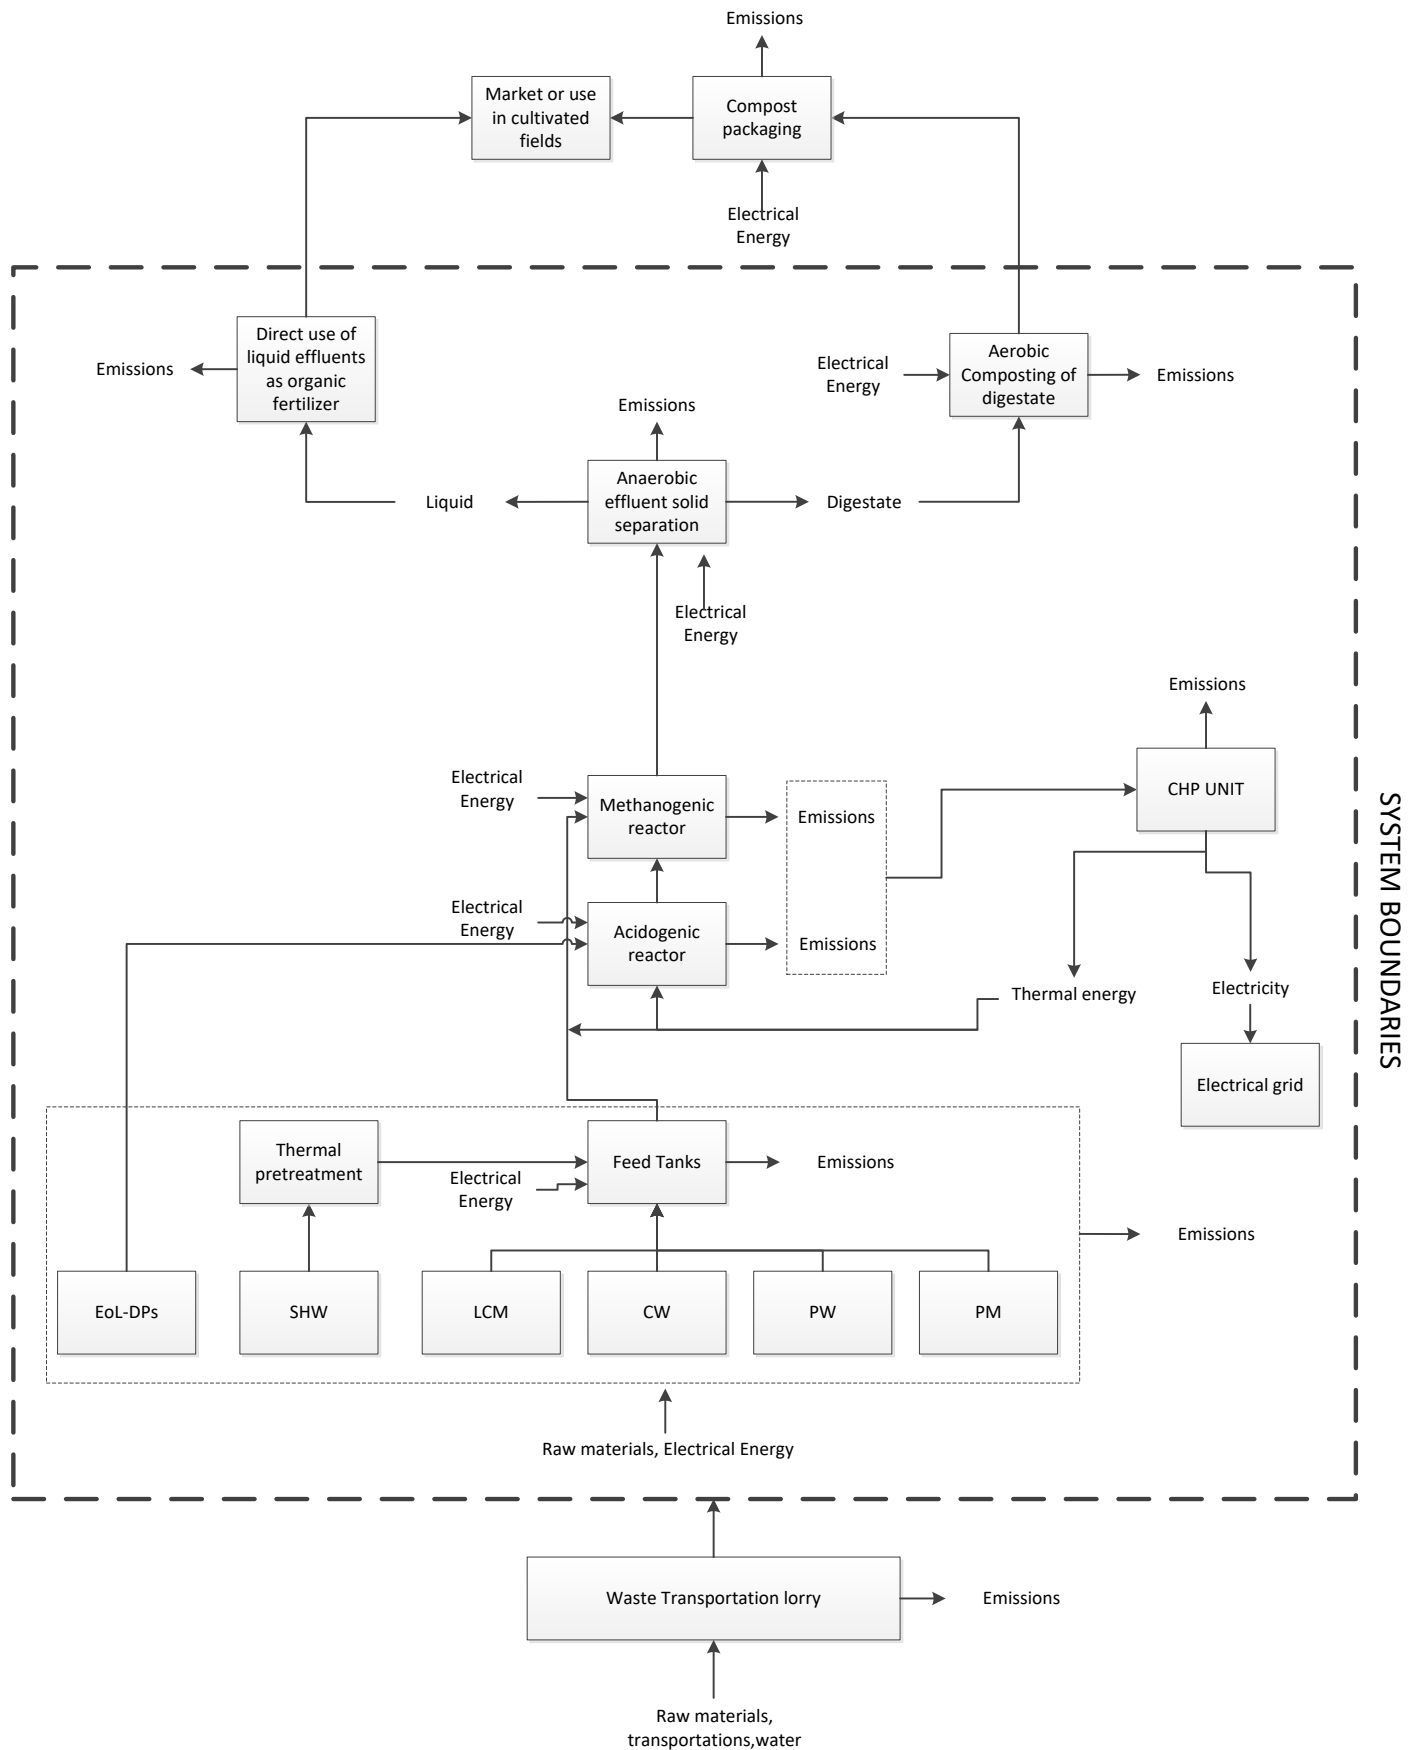 Emissions
Market or use
in cultivated
fields
Compost
packaging
Electrical
Energy
Direct use of
liquid effluents
as organic
fertilizer
Emissions
Electrical
Energy
Aerobic
Composting of
digestate
Emissions
Emissions
Liquid
Anaerobic
effluent solid
separation
Digestate
Electrical
Energy
Emissions
Electrical
Energy
Methanogenic
reactor
Emissions
CHP UNIT
SYSTEM BOUNDARIES
Electrical
Energy
Acidogenic
reactor
Emissions
Thermal energy
Electricity
Electrical grid
Thermal
pretreatment
Electrical
Energy
Feed Tanks
Emissions
Emissions
EoL-DPs
SHW
LCM
CW
PW
PM
Raw materials, Electrical Energy
Waste Transportation lorry
Emissions
Raw materials,
transportations,water